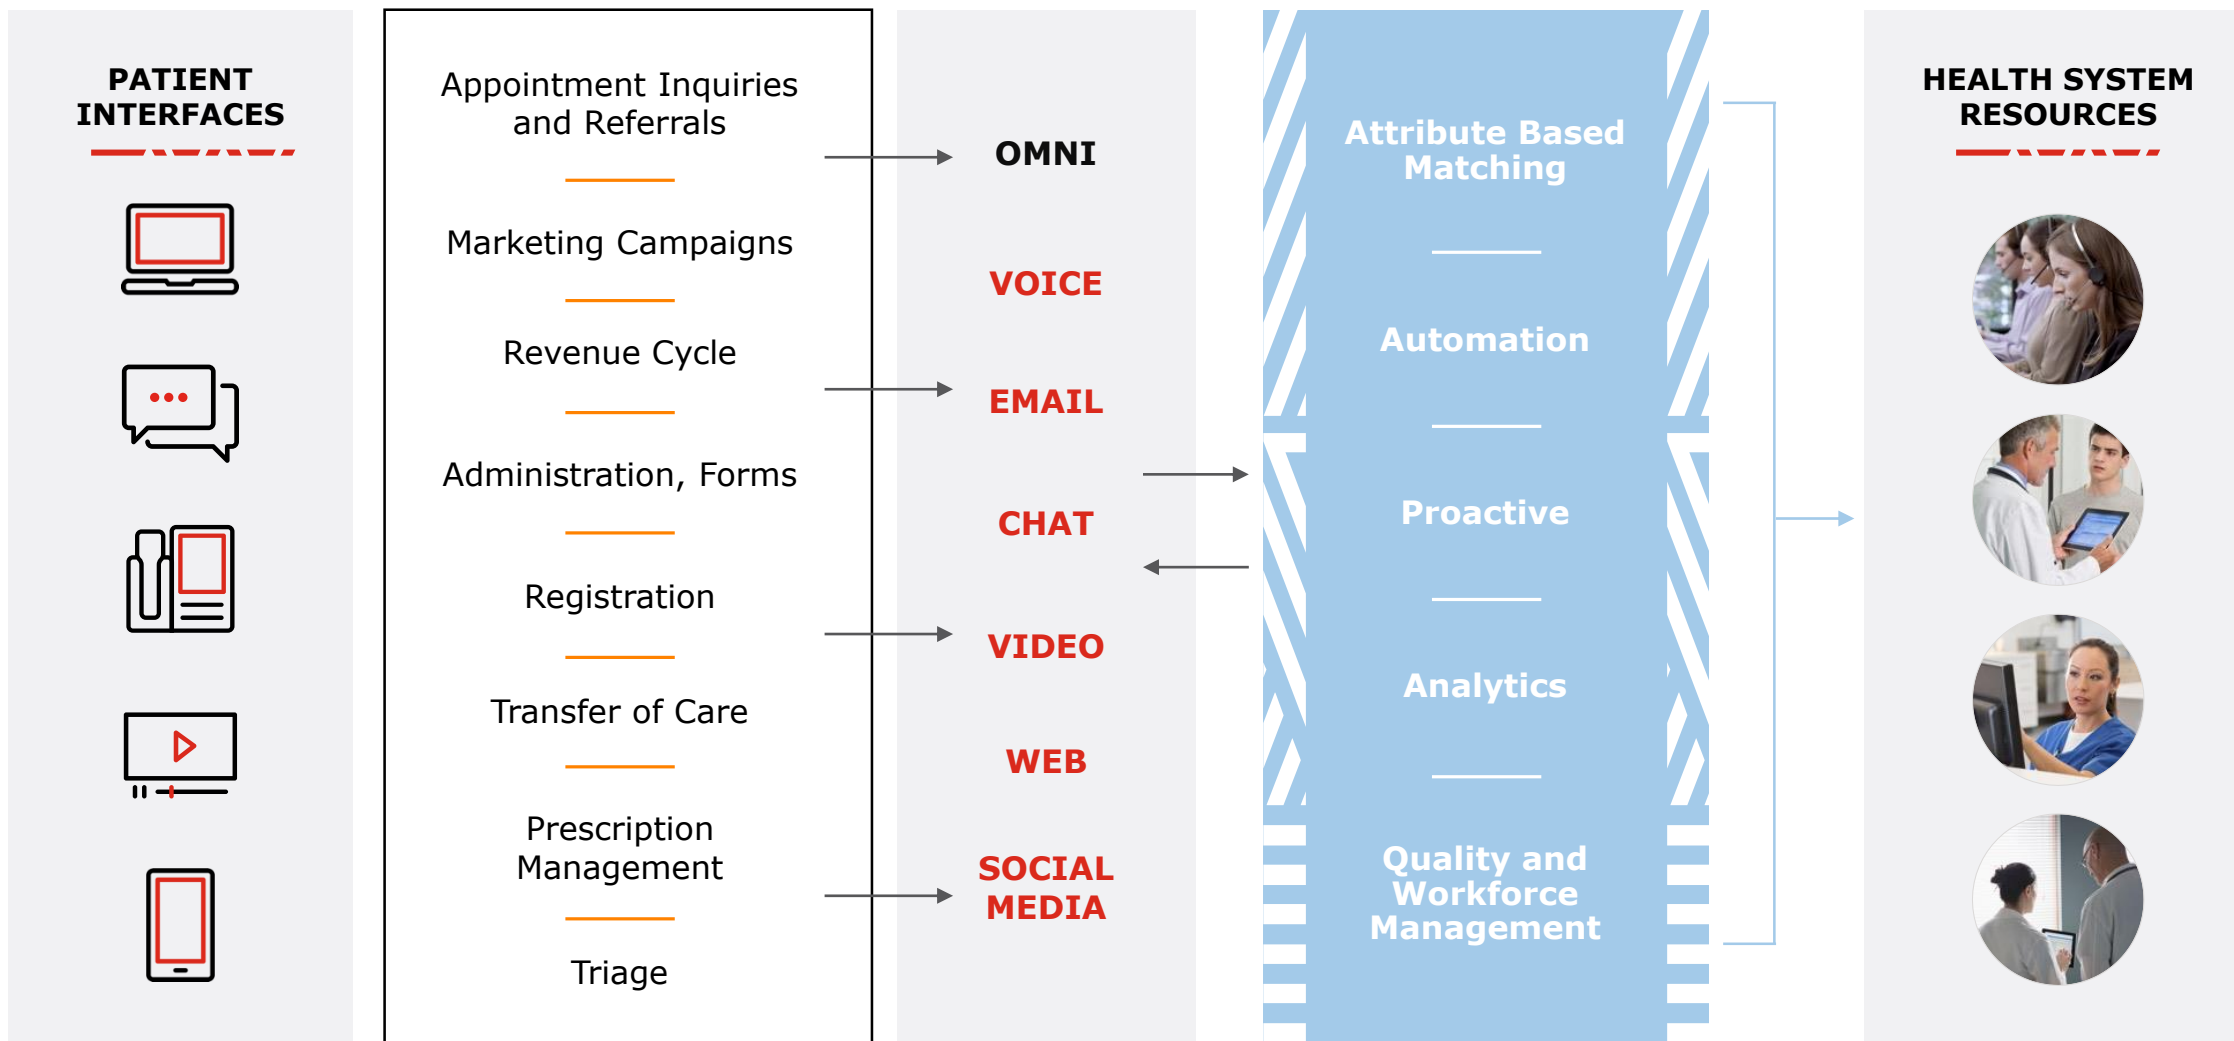 PATIENT
INTERFACES
Appointment Inquiries
and Referrals
Marketing Campaigns
Revenue Cycle
Administration, Forms
Registration
Transfer of Care
Prescription
Management
Triage
OMNI
VOICE
EMAIL
CHAT
VIDEO
WEB
SOCIAL
MEDIA
Attribute Based
Matching
Automation
Proactive
Analytics
Quality and
Workforce
Management
HEALTH SYSTEM
RESOURCES